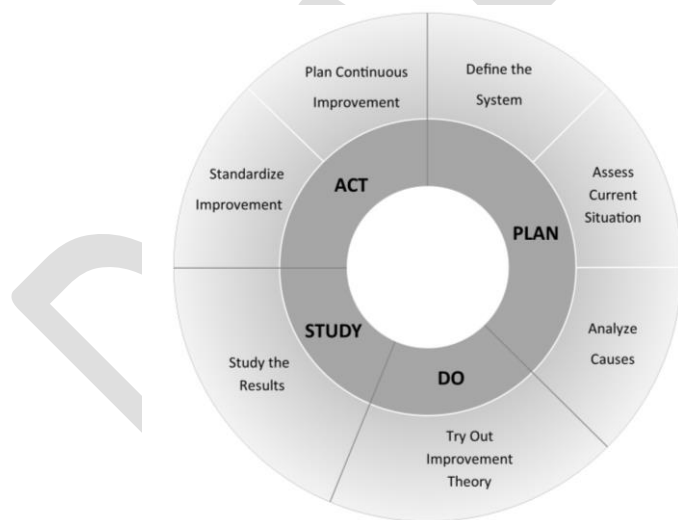 Plan Continuous
Improvement
Define the
System
Standardize
Improvement
ACT
Assess
Current
Situation
PLAN
STUDY
Analyze
Causes
Study the
Results
DO
Try Out
Improvement
Theory